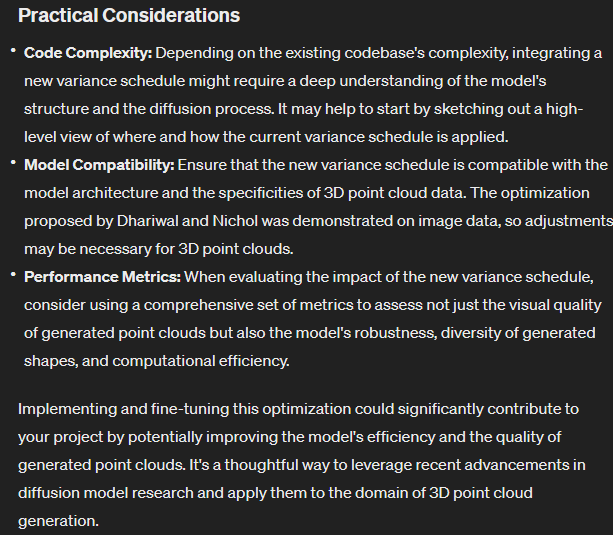 Practical Considerations
• Code Complexity: Depending on the existing codebase's complexity, integrating a
new variance schedule might require a deep understanding of the model's
structure and the diffusion process. It may help to start by sketching out a high-
level view of where and how the current variance schedule is applied.
• Model Compatibility: Ensure that the new variance schedule is compatible with the
model architecture and the specificities of 3D point cloud data. The optimization
proposed by Dhariwal and Nichol was demonstrated on image data, so adjustments
may be necessary for 3D point clouds.
• Performance Metrics: When evaluating the impact of the new variance schedule,
consider using a comprehensive set of metrics to assess not just the visual quality
of generated point clouds but also the model's robustness, diversity of generated
shapes, and computational efficiency.
Implementing and fine-tuning this optimization could significantly contribute to
your project by potentially improving the model's efficiency and the quality of
generated point clouds. It's a thoughtful way to leverage recent advancements in
diffusion model research and apply them to the domain of 3D point cloud
generation.